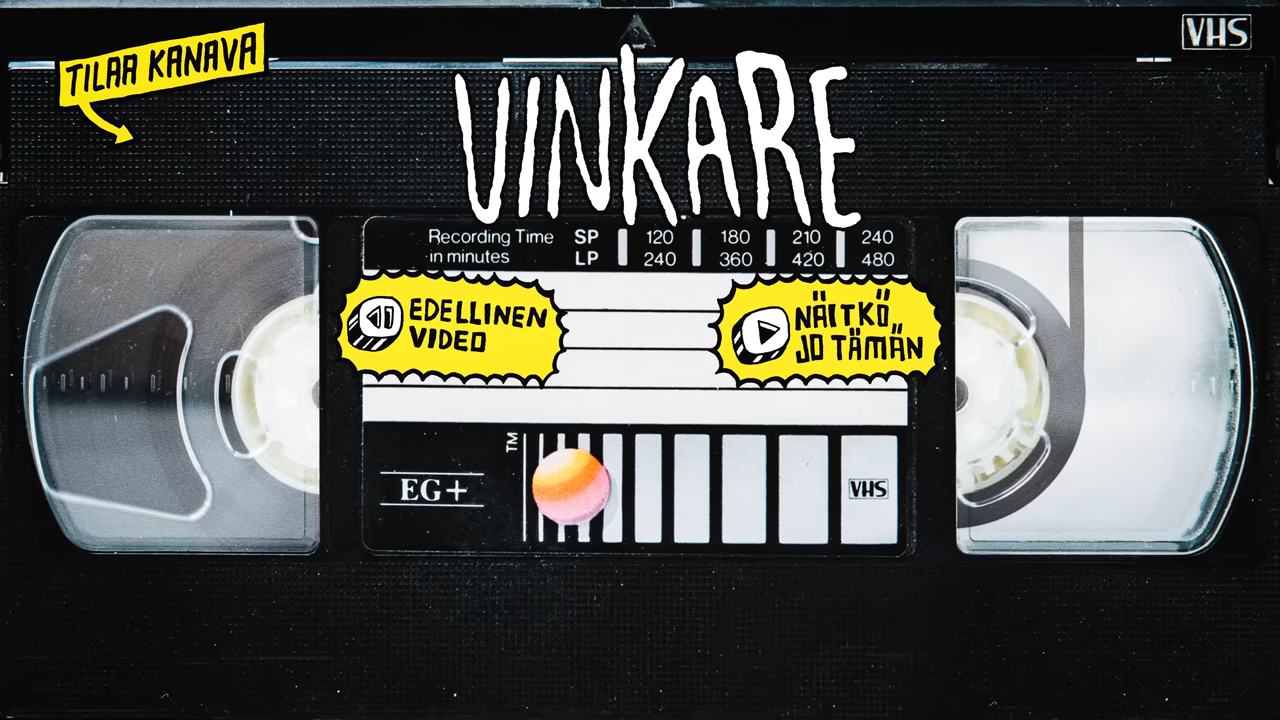 TILAA KANAVA
VHS
VINKARE
Recording Time SP 120 180 210 240
in minutes LP 240 360 420 480
EDELLINEN
VIDEO
NÄITKÖ
JO TÄMÄN
TM
EG+
VHS